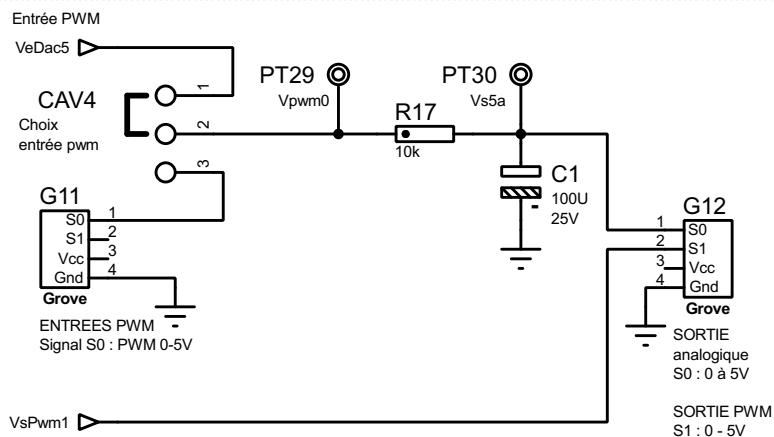 Entrée PWM
VeDac5
CAV4
Choix
entrée pwm
1
2
3
PT29
Vpwm0
R17
10k
PT30
Vs5a
C1
100U
25V
-
G11
S0 1
S1 2
Vcc 3
Gnd 4
Grove
ENTREES PWM
Signal S0 : PWM 0-5V
G12
1 S0
2 S1
3 Vcc
4 Gnd
Grove
SORTIE
analogique
S0 : 0 à 5V
SORTIE PWM
S1 : 0 - 5V
VsPwm1